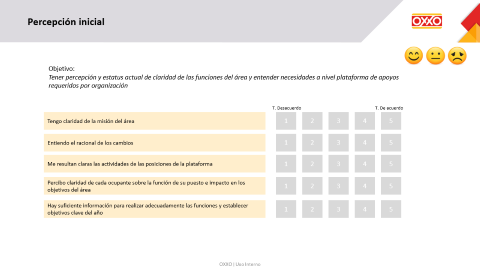 Percepción inicial
OXXO
Objetivo:
Tener percepción y estatus actual de claridad de las funciones del área y entender necesidades a nivel plataforma de apoyos
requeridos por organización
T. Desacuerdo
T. De acuerdo
Tengo claridad de la misión del área
1 2 3 4 5
Entiendo el racional de los cambios
1 2 3 4 5
Me resultan claras las actividades de las posiciones de la plataforma
1 2 3 4 5
Percibo claridad de cada ocupante sobre la función de su puesto e impacto en los
objetivos del área
1 2 3 4 5
Hay suficiente información para realizar adecuadamente las funciones y establecer
objetivos clave del año
1 2 3 4 5
OXXO | Uso Interno